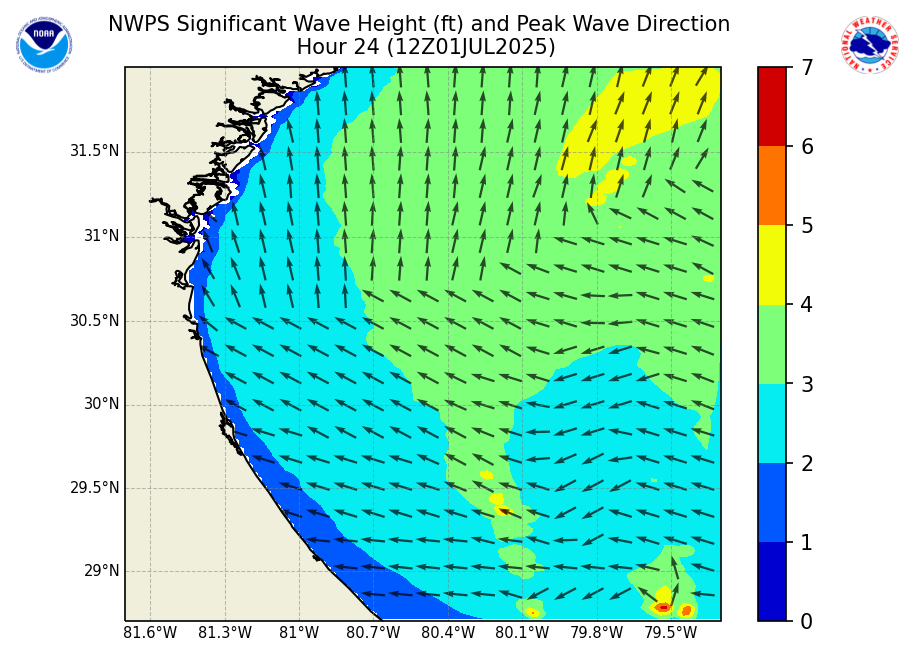 NWPS Significant Wave Height (ft) and Peak Wave Direction
Hour 24 (12Z01JUL2025)
NOAA
NATIONAL WEATHER SERVICE
31.5°N
31°N
30.5°N
30°N
29.5°N
29°N
81.6°W 81.3°W 81°W 80.7°W 80.4°W 80.1°W 79.8°W 79.5°W
7
6
5
4
3
2
1
0